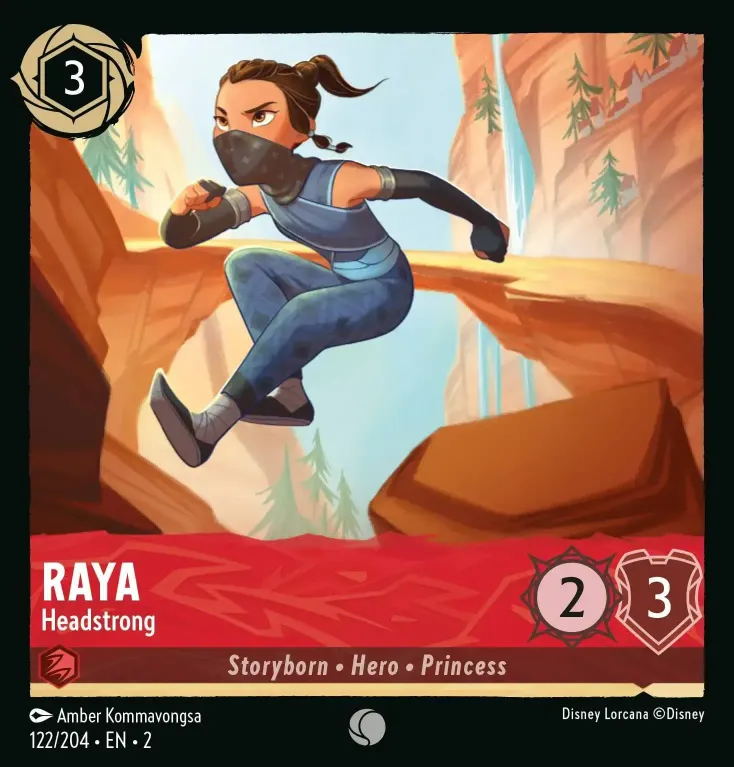 3
RAYA
Headstrong
2
3
Storyborn • Hero • Princess
Amber Kommavongsa
Disney Lorcana ©Disney
122/204 • EN • 2